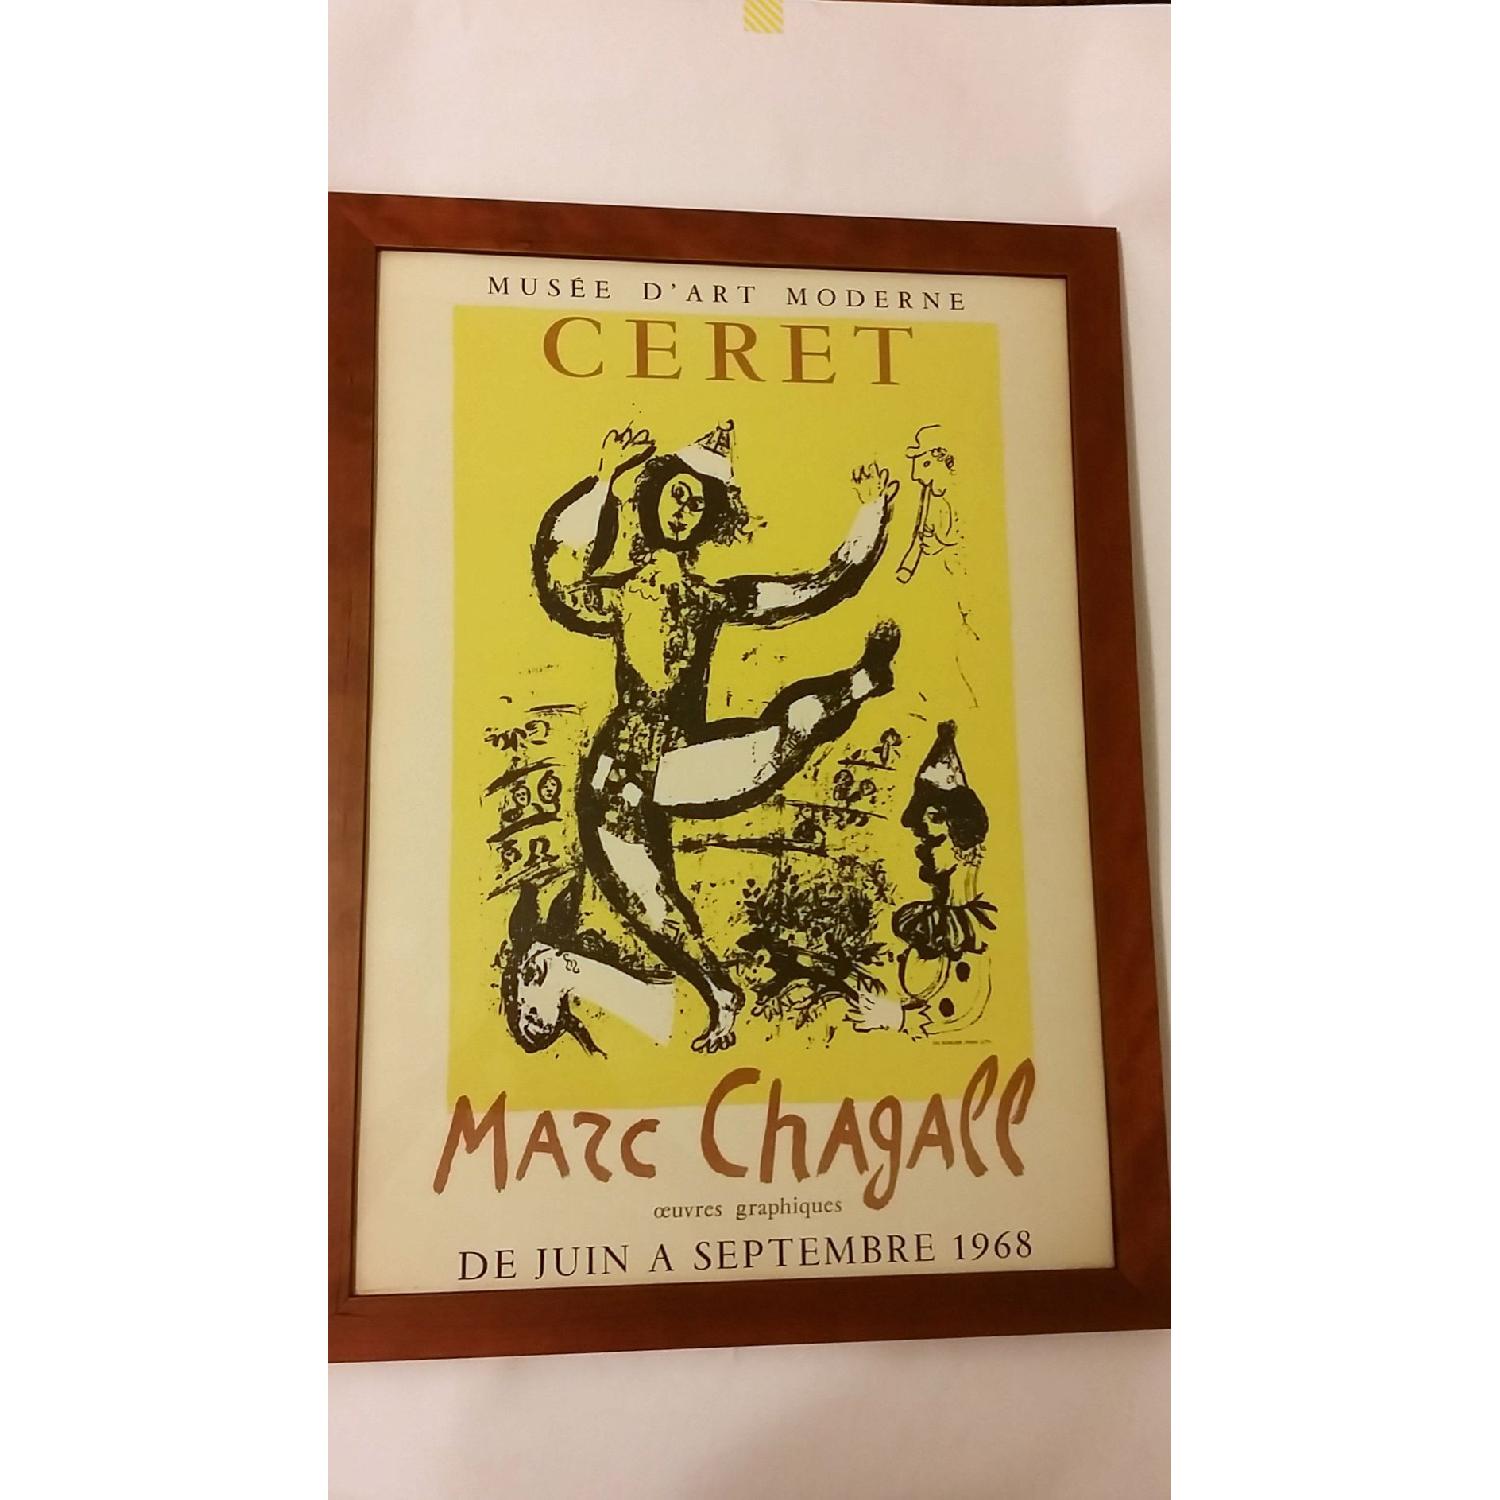 MUSÉE D'ART MODERNE
CERET
Marc Chagall
œuvres graphiques
DE JUIN A SEPTEMBRE 1968